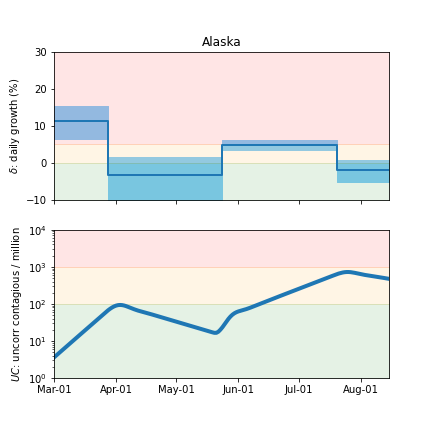 Alaska
δ: daily growth (%)
30
20
10
0
−10
UC: uncorr contagious / million
10⁴
10³
10²
10¹
10⁰
Mar-01 Apr-01 May-01 Jun-01 Jul-01 Aug-01